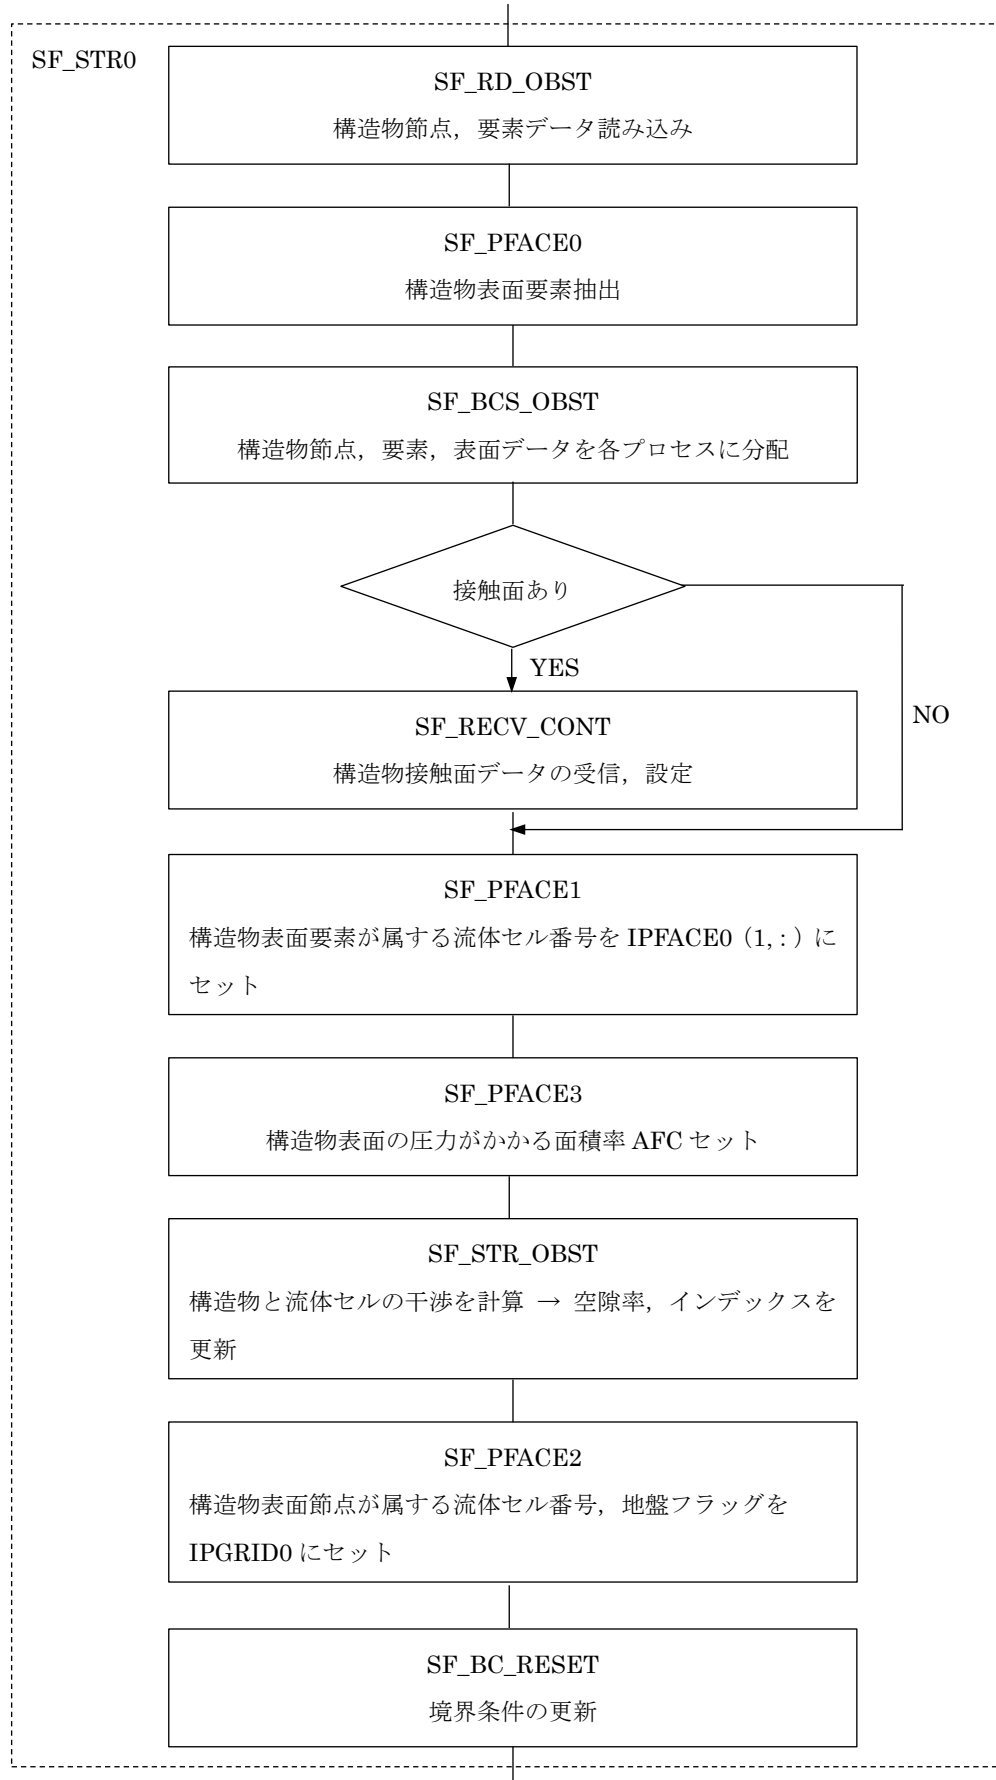 SF_STR0
SF_RD_OBST
構造物節点，要素データ読み込み
SF_PFACE0
構造物表面要素抽出
SF_BCS_OBST
構造物節点，要素，表面データを各プロセスに分配
接触面あり
YES
NO
SF_RECV_CONT
構造物接触面データの受信，設定
SF_PFACE1
構造物表面要素が属する流体セル番号を IPFACE0（1, : ）に
セット
SF_PFACE3
構造物表面の圧力がかかる面積率 AFC セット
SF_STR_OBST
構造物と流体セルの干渉を計算 → 空隙率，インデックスを
更新
SF_PFACE2
構造物表面節点が属する流体セル番号，地盤フラッグを
IPGRID0 にセット
SF_BC_RESET
境界条件の更新